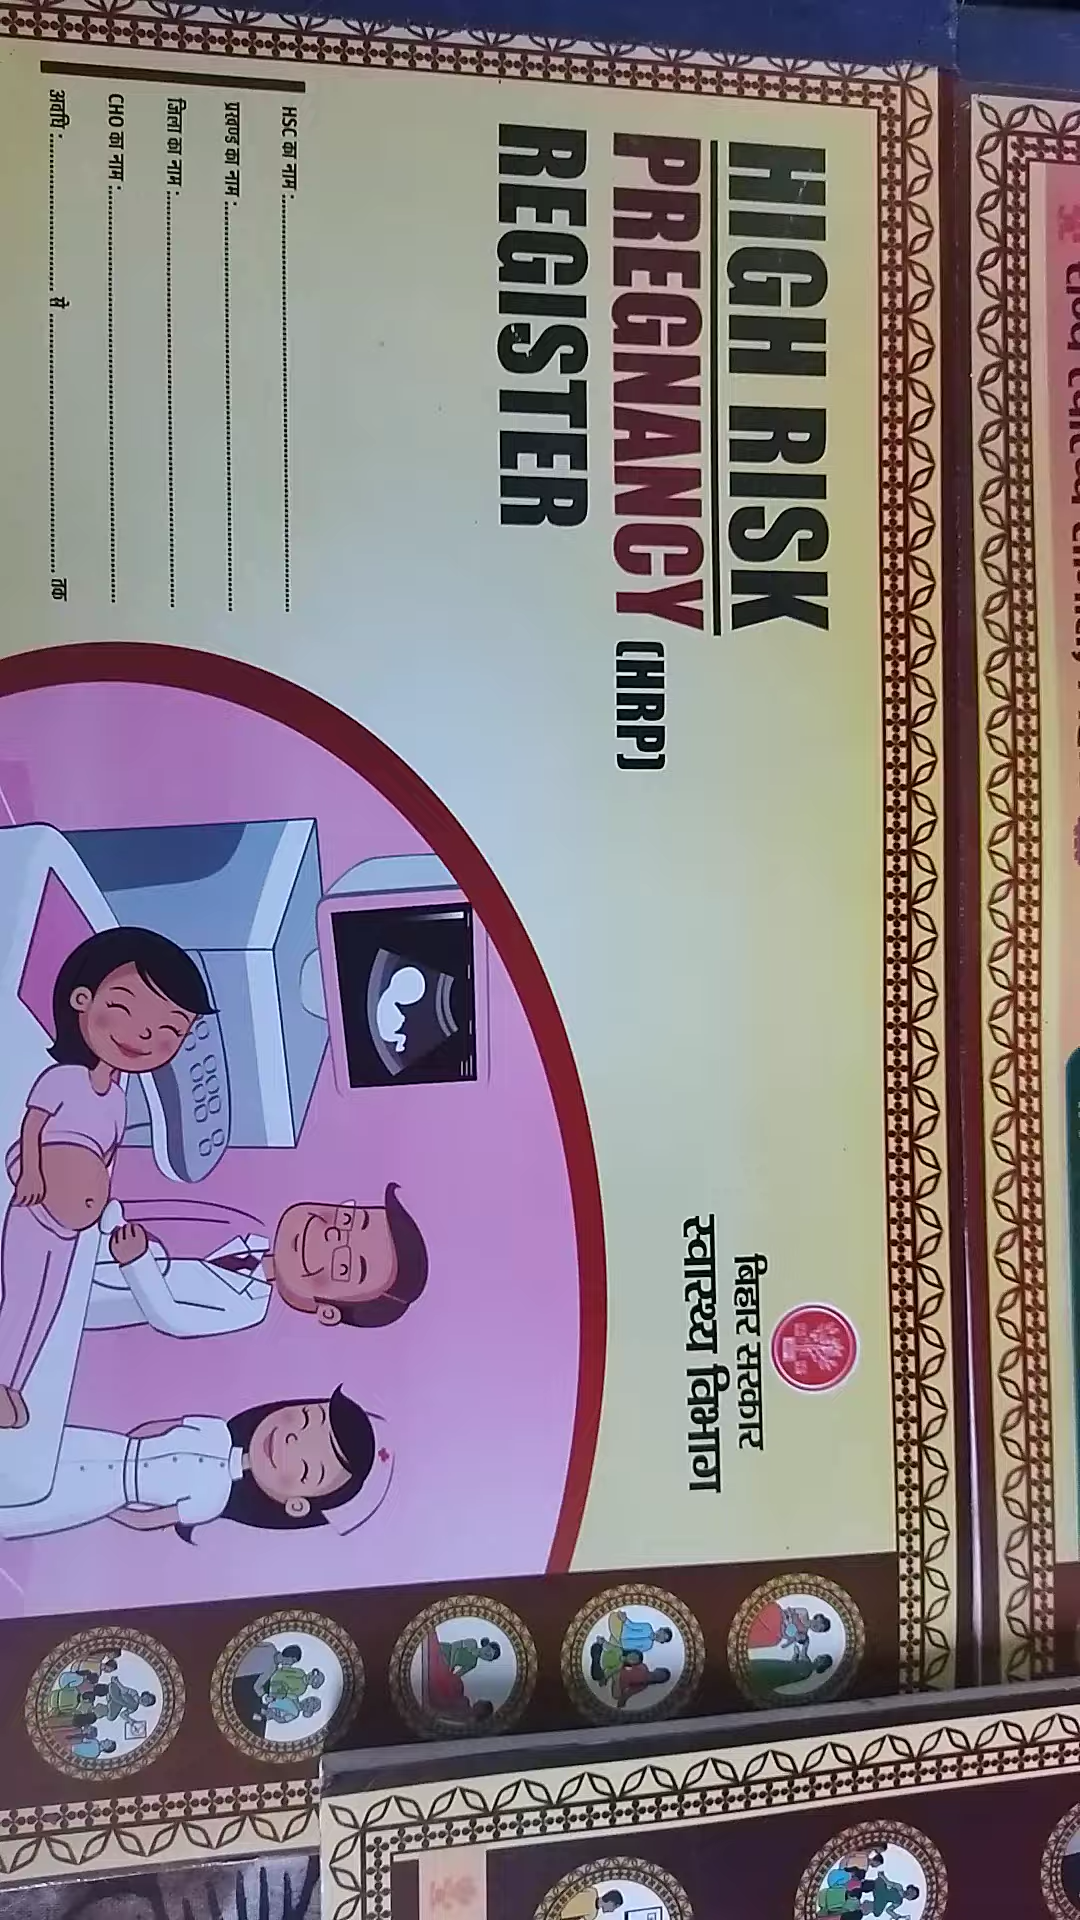 बिहार सरकार
स्वास्थ्य विभाग
HIGH RISK
PREGNANCY (HRP)
REGISTER
HSC का नाम :
प्रखण्ड का नाम :
जिला का नाम :
CHO का नाम :
अवधि : से तक